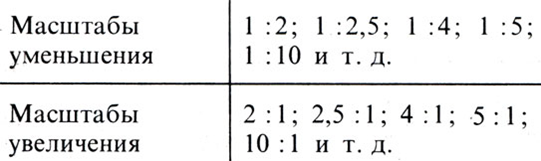 Масштабы уменьшения
1 : 2; 1 : 2,5; 1 : 4; 1 : 5;
1 : 10 и т. д.
Масштабы увеличения
2 : 1; 2,5 : 1; 4 : 1; 5 : 1;
10 : 1 и т. д.